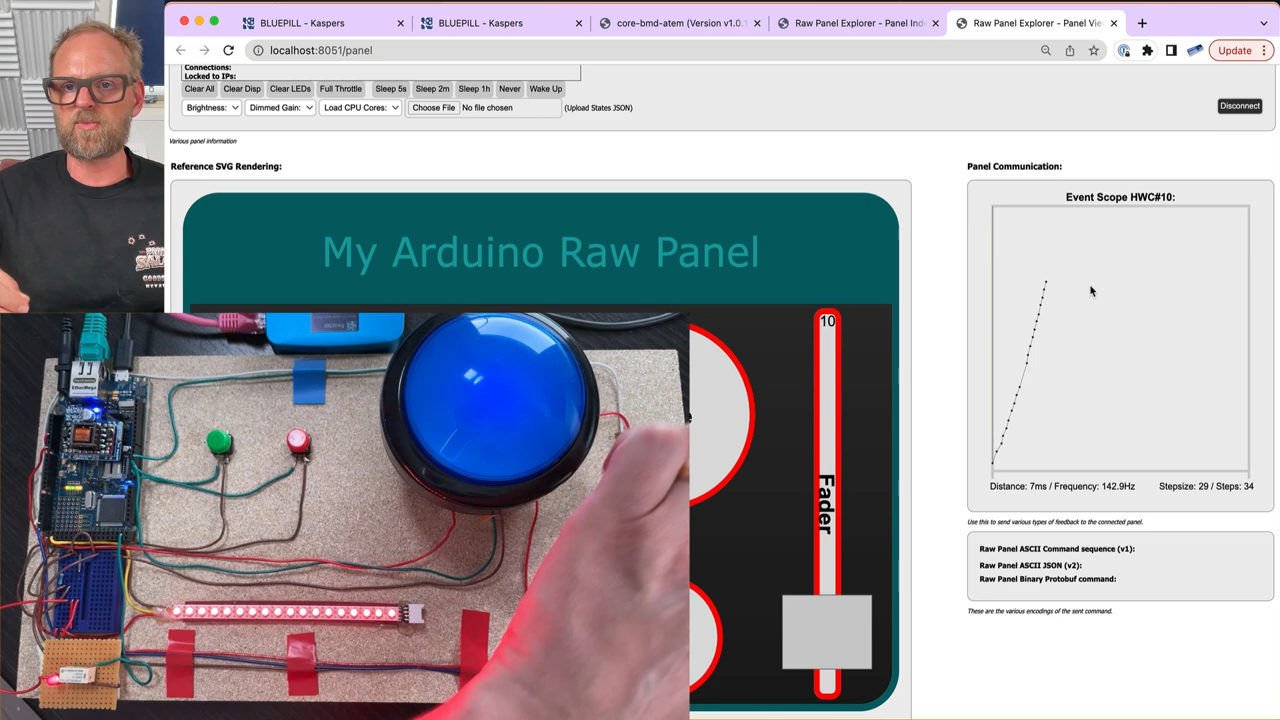 BLUEPILL - Kaspers
BLUEPILL - Kaspers
core-bmd-atem (Version v1.0.1
Raw Panel Explorer - Panel Ind
Raw Panel Explorer - Panel Vie
localhost:8051/panel
Update
Connections:
Locked to IPs:
Clear All Clear Disp Clear LEDs Full Throttle Sleep 5s Sleep 2m Sleep 1h Never Wake Up
Brightness: Dimmed Gain: Load CPU Cores: Choose File No file chosen (Upload States JSON)
Disconnect
Various panel information
Reference SVG Rendering:
Panel Communication:
My Arduino Raw Panel
10
Fader
Event Scope HWC#10:
Distance: 7ms / Frequency: 142.9Hz Stepsize: 29 / Steps: 34
Use this to send various types of feedback to the connected panel.
Raw Panel ASCII Command sequence (v1):
Raw Panel ASCII JSON (v2):
Raw Panel Binary Protobuf command:
These are the various encodings of the sent command.